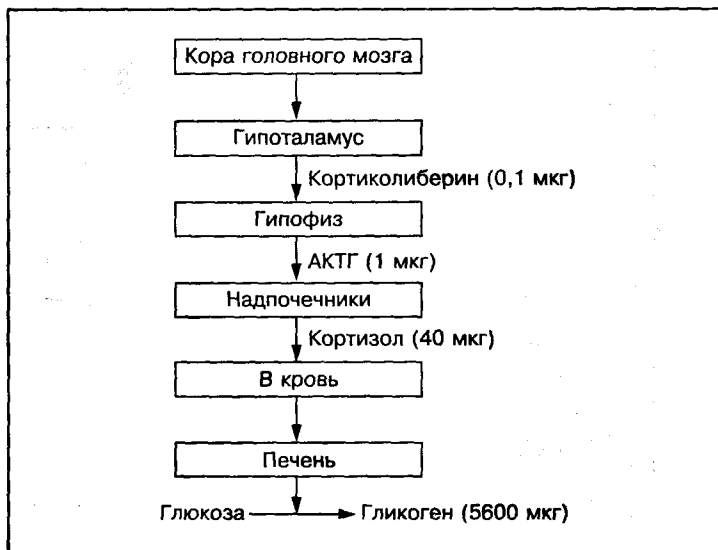 Кора головного мозга
Гипоталамус
Кортиколиберин (0,1 мкг)
Гипофиз
АКТГ (1 мкг)
Надпочечники
Кортизол (40 мкг)
В кровь
Печень
Глюкоза Гликоген (5600 мкг)